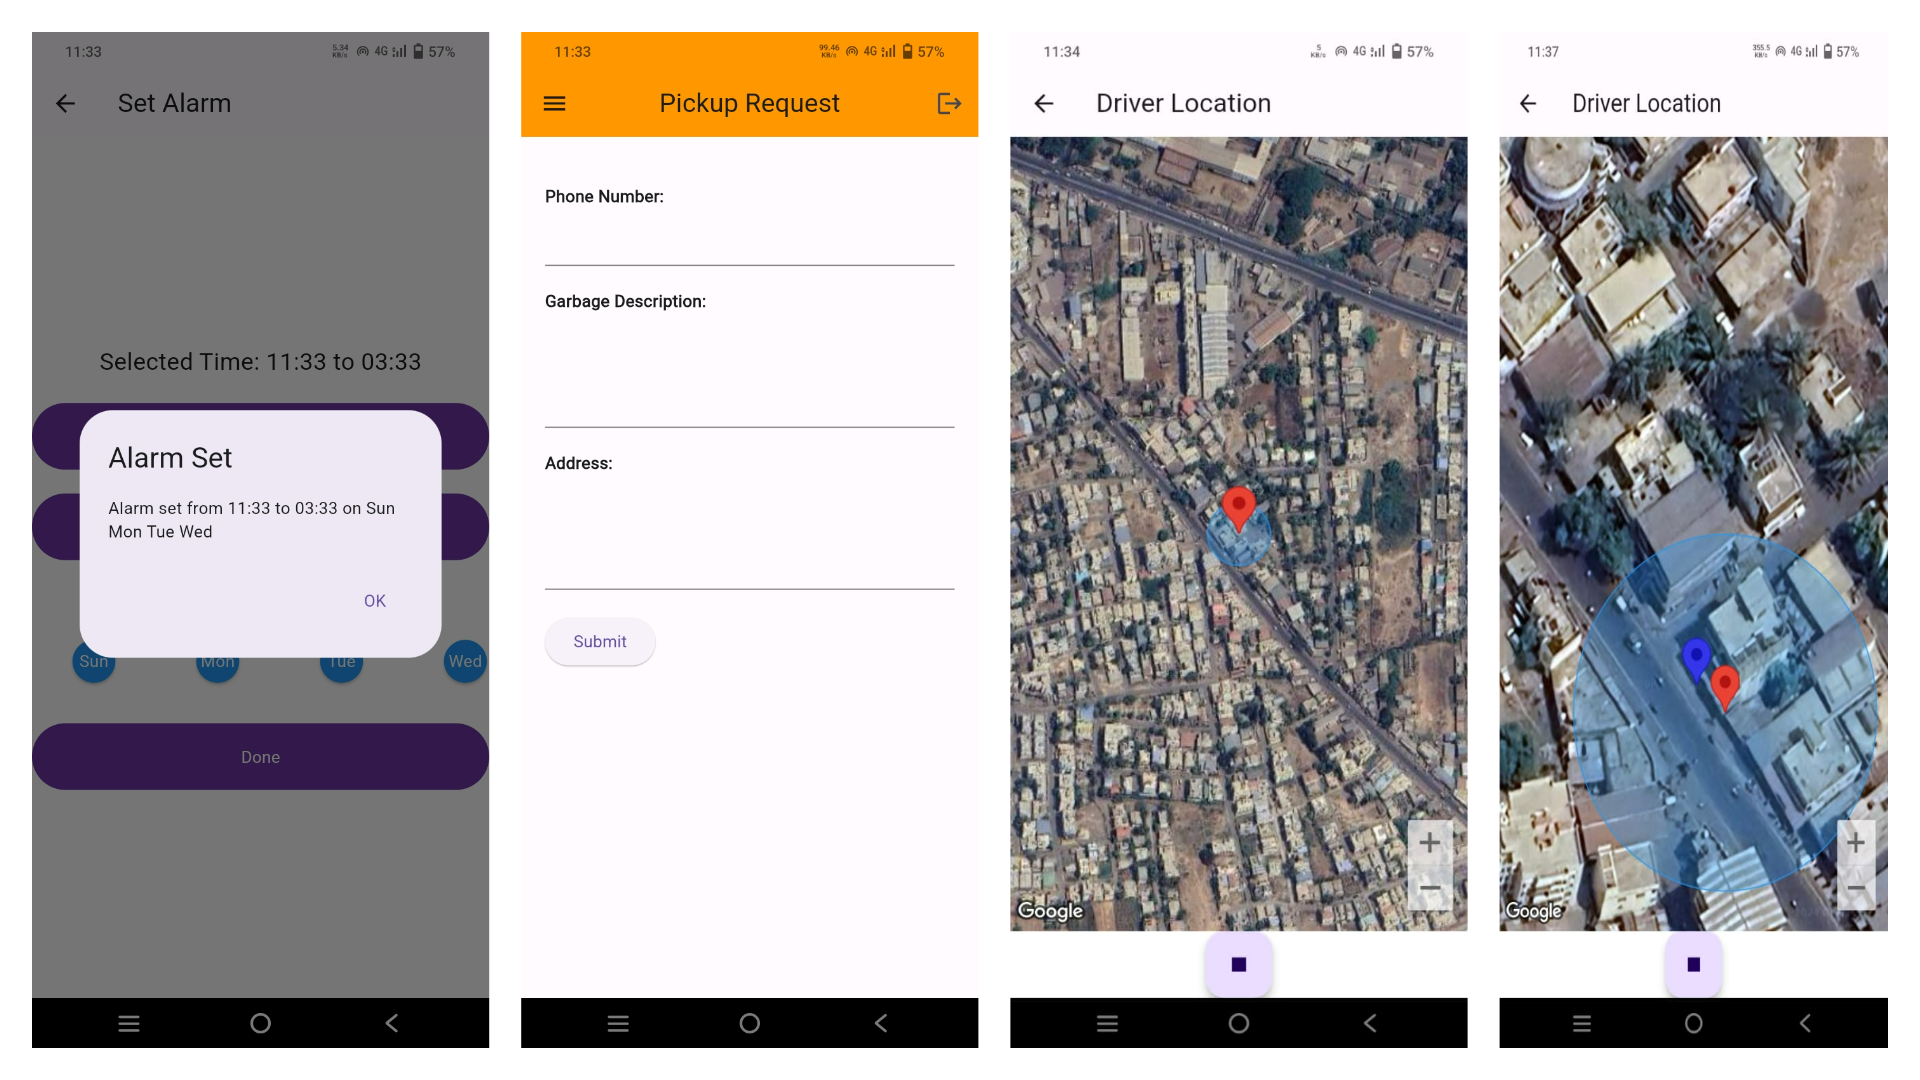 11:33
5.34
KB/s
4G
57%
Set Alarm
Selected Time: 11:33 to 03:33
Alarm Set
Alarm set from 11:33 to 03:33 on Sun
Mon Tue Wed
OK
Sun
Mon
Tue
Wed
Done
11:33
99.46
KB/s
4G
57%
Pickup Request
Phone Number:
Garbage Description:
Address:
Submit
11:34
5
KB/s
4G
57%
Driver Location
+
−
Google
11:37
355.5
KB/s
4G
57%
Driver Location
+
−
Google